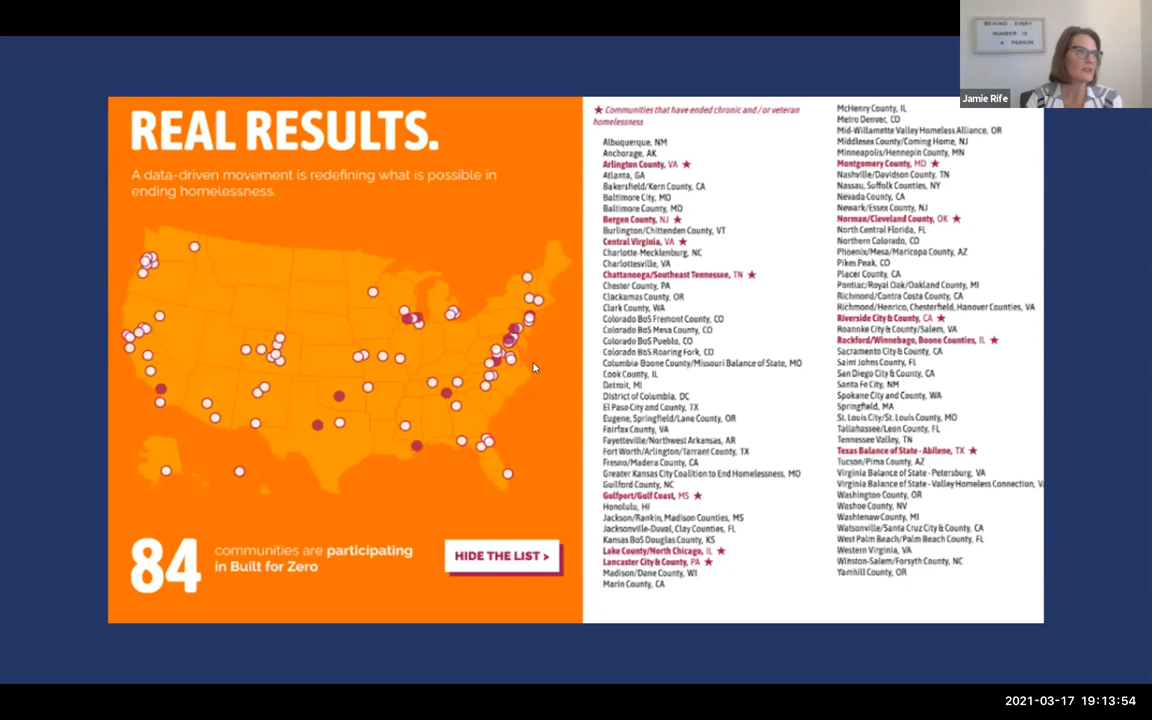 BEHIND EVERY
NUMBER IS
A PERSON
Jamie Rife
REAL RESULTS.
A data-driven movement is redefining what is possible in
ending homelessness.
84
communities are participating
in Built for Zero
HIDE THE LIST >
★ Communities that have ended chronic and / or veteran
homelessness
Albuquerque, NM
Anchorage, AK
Arlington County, VA ★
Atlanta, GA
Bakersfield/Kern County, CA
Baltimore City, MD
Baltimore County, MD
Bergen County, NJ ★
Burlington/Chittenden County, VT
Central Virginia, VA ★
Charlotte-Mecklenburg, NC
Charlottesville, VA
Chattanooga/Southeast Tennessee, TN ★
Chester County, PA
Clackamas County, OR
Clark County, WA
Colorado BoS Fremont County, CO
Colorado BoS Mesa County, CO
Colorado BoS Pueblo, CO
Colorado BoS Roaring Fork, CO
Columbia-Boone County/Missouri Balance of State, MO
Cook County, IL
Detroit, MI
District of Columbia, DC
El Paso City and County, TX
Eugene, Springfield/Lane County, OR
Fairfax County, VA
Fayetteville/Northwest Arkansas, AR
Fort Worth/Arlington/Tarrant County, TX
Fresno/Madera County, CA
Greater Kansas City Coalition to End Homelessness, MO
Guilford County, NC
Gulfport/Gulf Coast, MS ★
Honolulu, HI
Jackson/Rankin, Madison Counties, MS
Jacksonville-Duval, Clay Counties, FL
Kansas BoS Douglas County, KS
Lake County/North Chicago, IL ★
Lancaster City & County, PA ★
Madison/Dane County, WI
Marin County, CA
McHenry County, IL
Metro Denver, CO
Mid-Willamette Valley Homeless Alliance, OR
Middlesex County/Coming Home, NJ
Minneapolis/Hennepin County, MN
Montgomery County, MD ★
Nashville/Davidson County, TN
Nassau, Suffolk Counties, NY
Nevada County, CA
Newark/Essex County, NJ
Norman/Cleveland County, OK ★
North Central Florida, FL
Northern Colorado, CO
Phoenix/Mesa/Maricopa County, AZ
Pikes Peak, CO
Placer County, CA
Pontiac/Royal Oak/Oakland County, MI
Richmond/Contra Costa County, CA
Richmond/Henrico, Chesterfield, Hanover Counties, VA
Riverside City & County, CA ★
Roanoke City & County/Salem, VA
Rockford/Winnebago, Boone Counties, IL ★
Sacramento City & County, CA
Saint Johns County, FL
San Diego City & County, CA
Santa Fe City, NM
Spokane City and County, WA
Springfield, MA
St. Louis City/St. Louis County, MO
Tallahassee/Leon County, FL
Tennessee Valley, TN
Texas Balance of State - Abilene, TX ★
Tucson/Pima County, AZ
Virginia Balance of State - Petersburg, VA
Virginia Balance of State - Valley Homeless Connection,
Washington County, OR
Washoe County, NV
Washtenaw County, MI
Watsonville/Santa Cruz City & County, CA
West Palm Beach/Palm Beach County, FL
Western Virginia, VA
Winston-Salem/Forsyth County, NC
Yamhill County, OR
2021-03-17 19:13:54